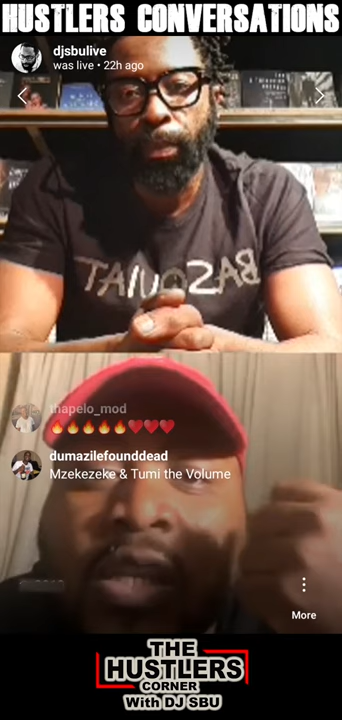 HUSTLERS CONVERSATIONS
djsbulive
was live • 22h ago
thapelo_mod
🔥🔥🔥🔥🔥❤️❤️❤️
dumazilefounddead
Mzekezeke & Tumi the Volume
More
THE
HUSTLERS
CORNER
With DJ SBU